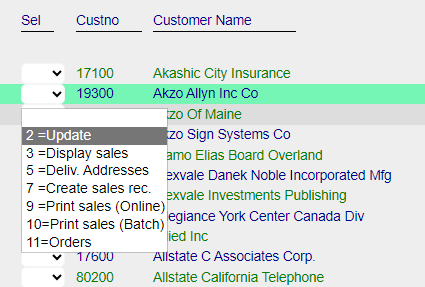 Sel Custno Customer Name
17100 Akashic City Insurance
19300 Akzo Allyn Inc Co
kzo Of Maine
2 =Update kzo Sign Systems Co
3 =Display sales amo Elias Board Overland
5 =Deliv. Addresses exvale Danek Noble Incorporated Mfg
7 =Create sales rec. exvale Investments Publishing
9 =Print sales (Online) egiance York Center Canada Div
10=Print sales (Batch) ied Inc
11=Orders
17600 Allstate C Associates Corp.
80200 Allstate California Telephone